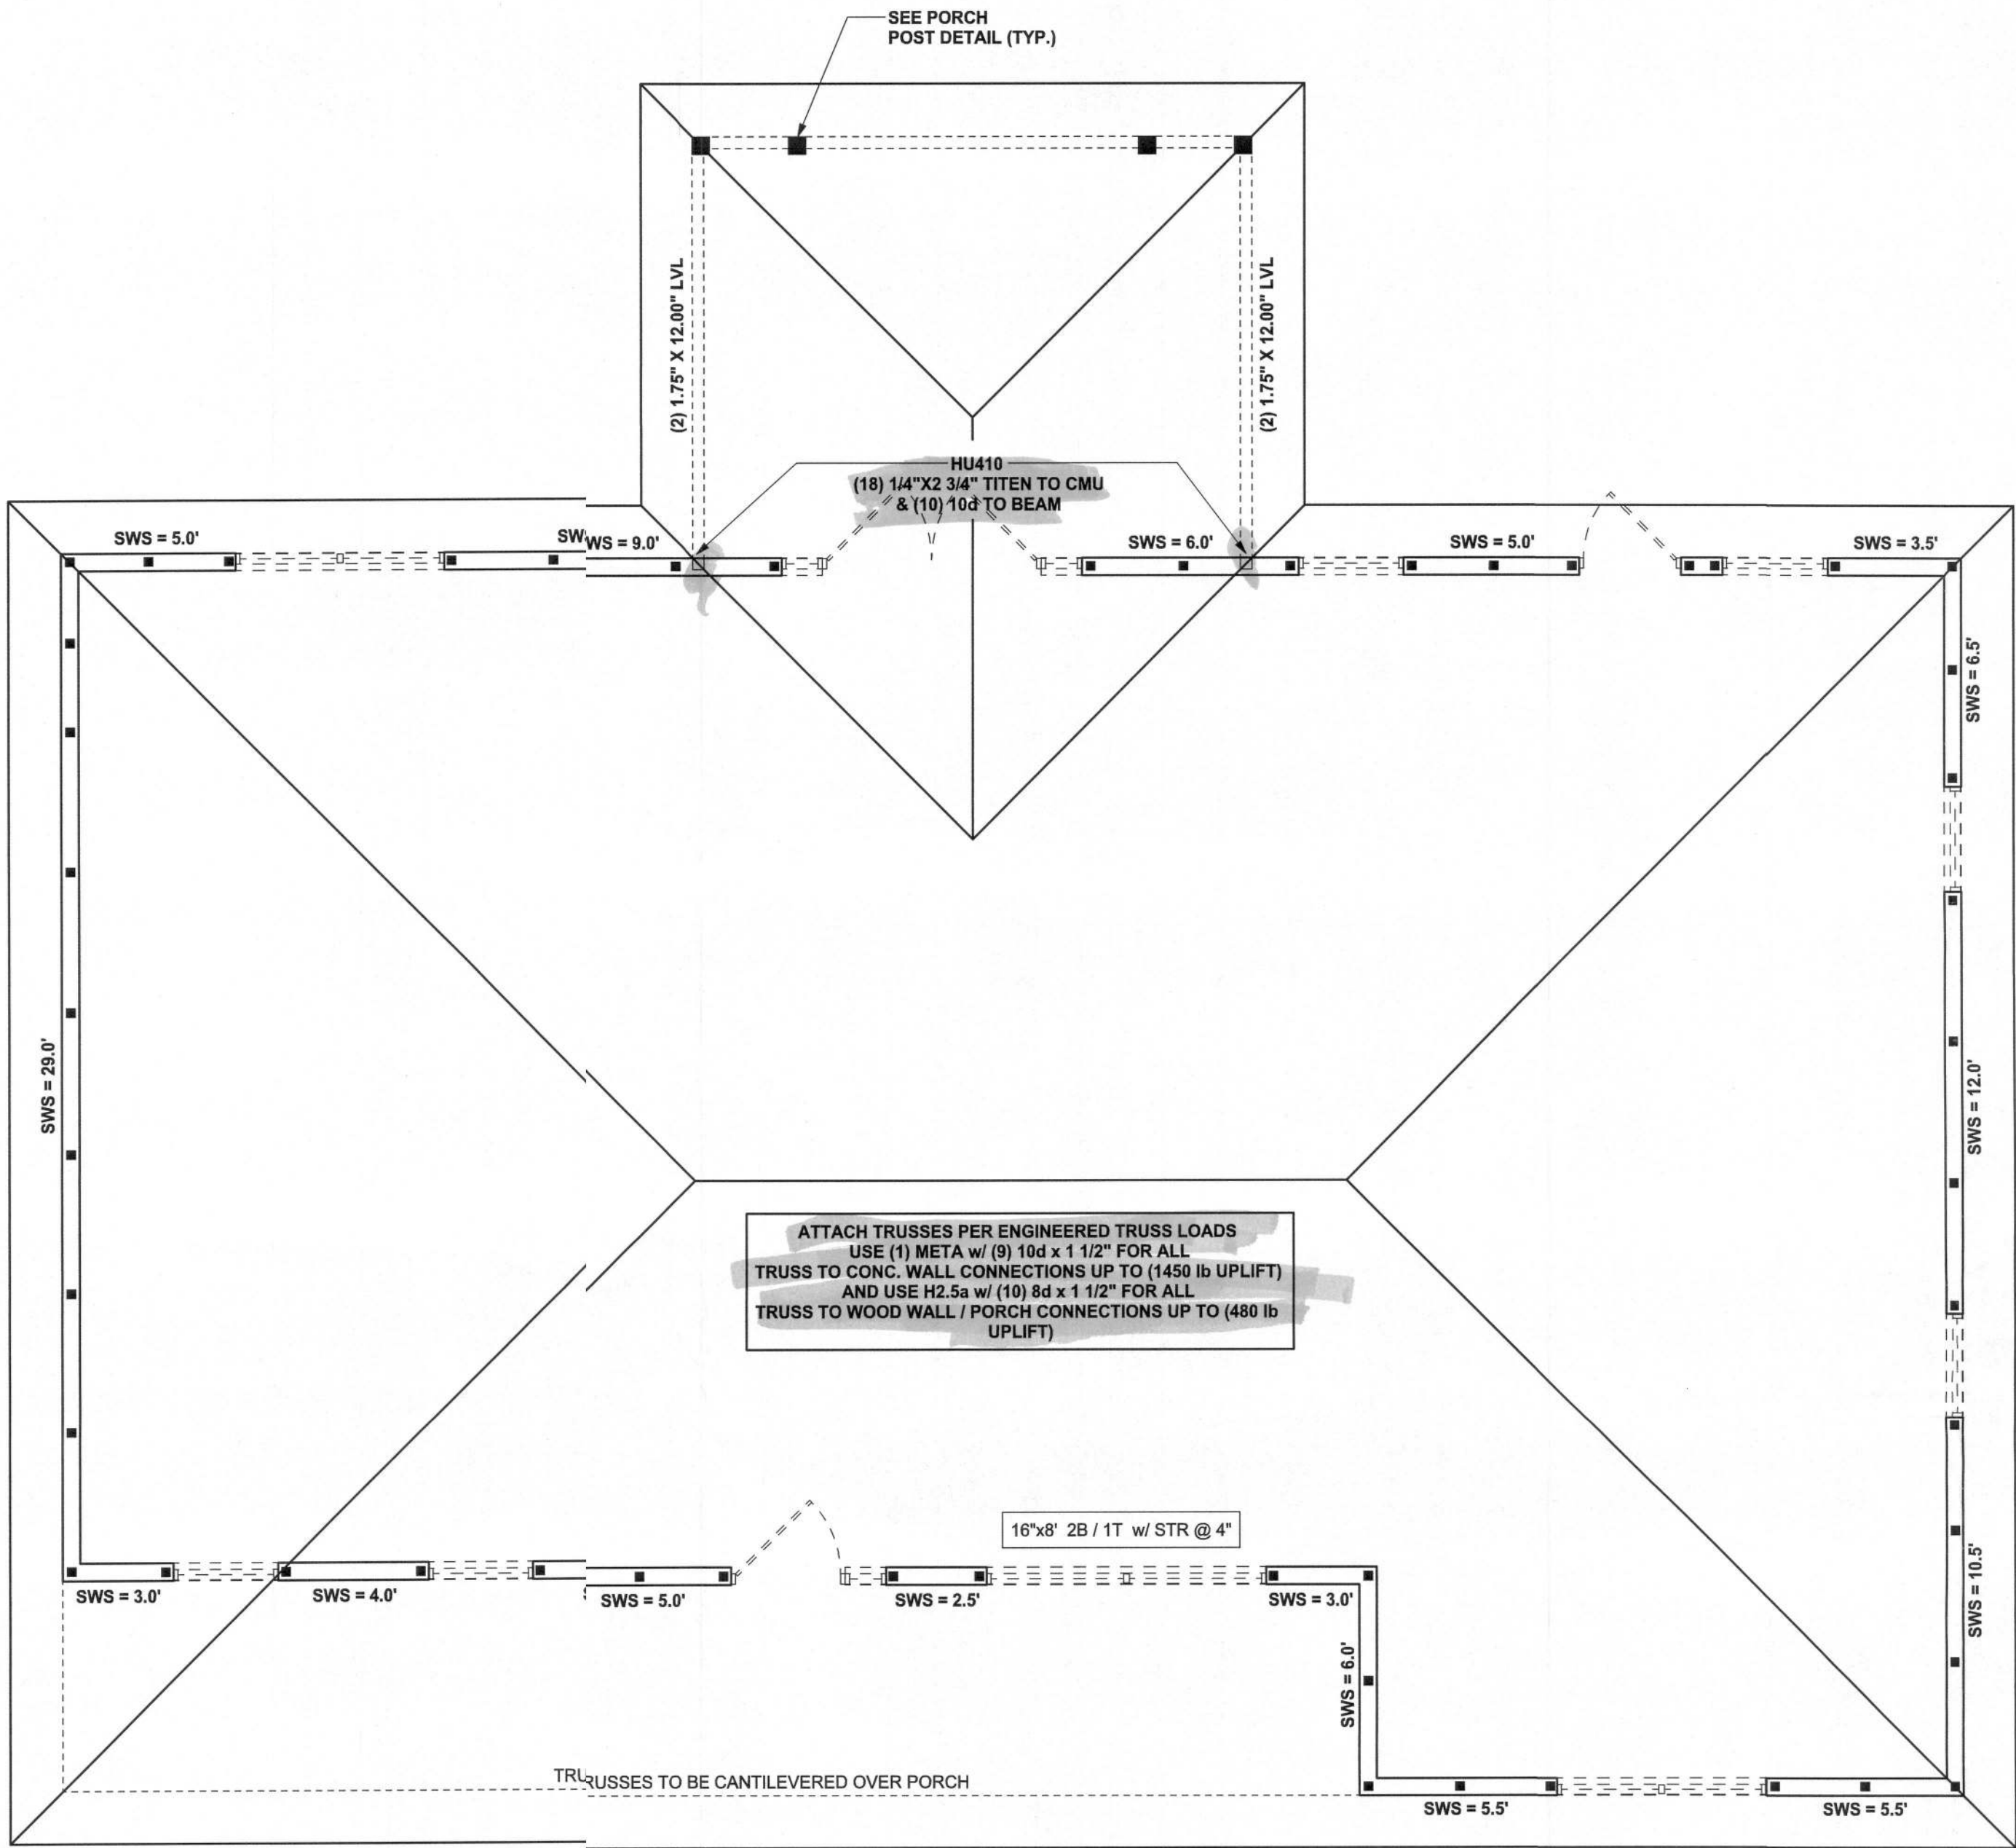 SEE PORCH
POST DETAIL (TYP.)
(2) 1.75" X 12.00" LVL
(2) 1.75" X 12.00" LVL
HU410
(18) 1/4"X2 3/4" TITEN TO CMU
& (10) 10d TO BEAM
SWS = 5.0'
SW
WS = 9.0'
SWS = 6.0'
SWS = 5.0'
SWS = 3.5'
SWS = 6.5'
SWS = 29.0'
SWS = 12.0'
ATTACH TRUSSES PER ENGINEERED TRUSS LOADS
USE (1) META w/ (9) 10d x 1 1/2" FOR ALL
TRUSS TO CONC. WALL CONNECTIONS UP TO (1450 lb UPLIFT)
AND USE H2.5a w/ (10) 8d x 1 1/2" FOR ALL
TRUSS TO WOOD WALL / PORCH CONNECTIONS UP TO (480 lb
UPLIFT)
16"x8' 2B / 1T w/ STR @ 4"
SWS = 3.0'
SWS = 4.0'
SWS = 5.0'
SWS = 2.5'
SWS = 3.0'
SWS = 10.5'
SWS = 6.0'
TRU
RUSSES TO BE CANTILEVERED OVER PORCH
SWS = 5.5'
SWS = 5.5'